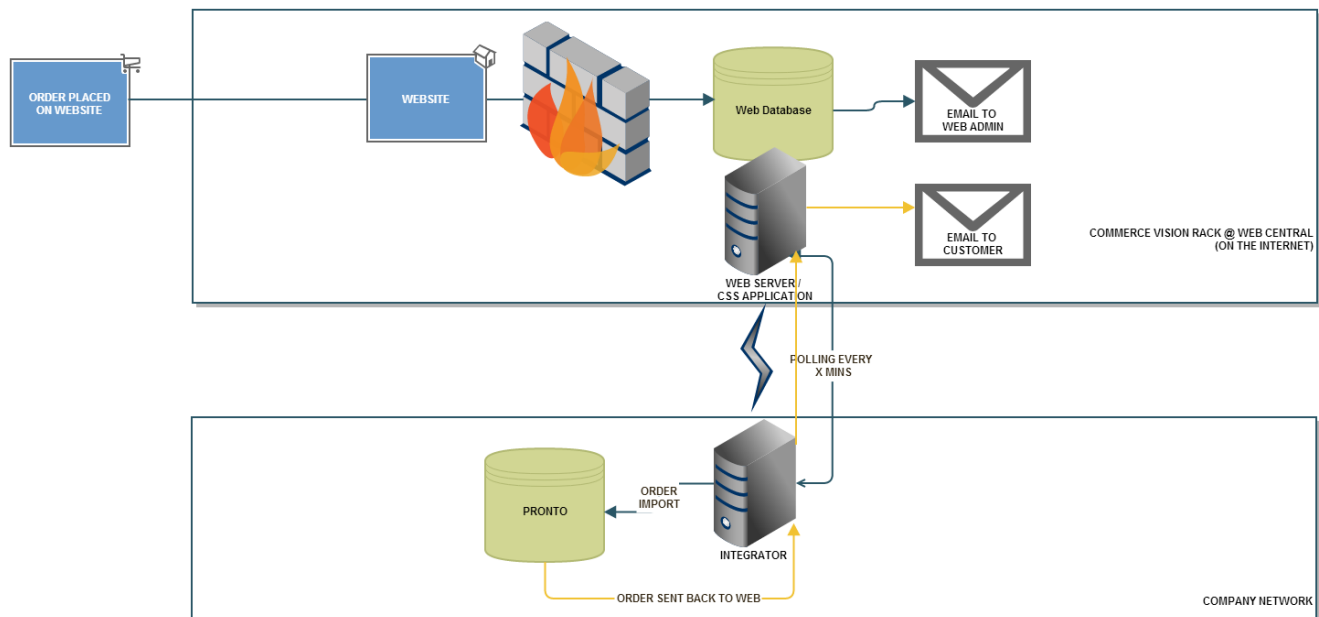 ORDER PLACED
ON WEBSITE
WEBSITE
Web Database
EMAIL TO
WEB ADMIN
EMAIL TO
CUSTOMER
COMMERCE VISION RACK @ WEB CENTRAL
(ON THE INTERNET)
WEB SERVER/
CSS APPLICATION
POLLING EVERY
X MINS
ORDER
IMPORT
PRONTO
INTEGRATOR
ORDER SENT BACK TO WEB
COMPANY NETWORK